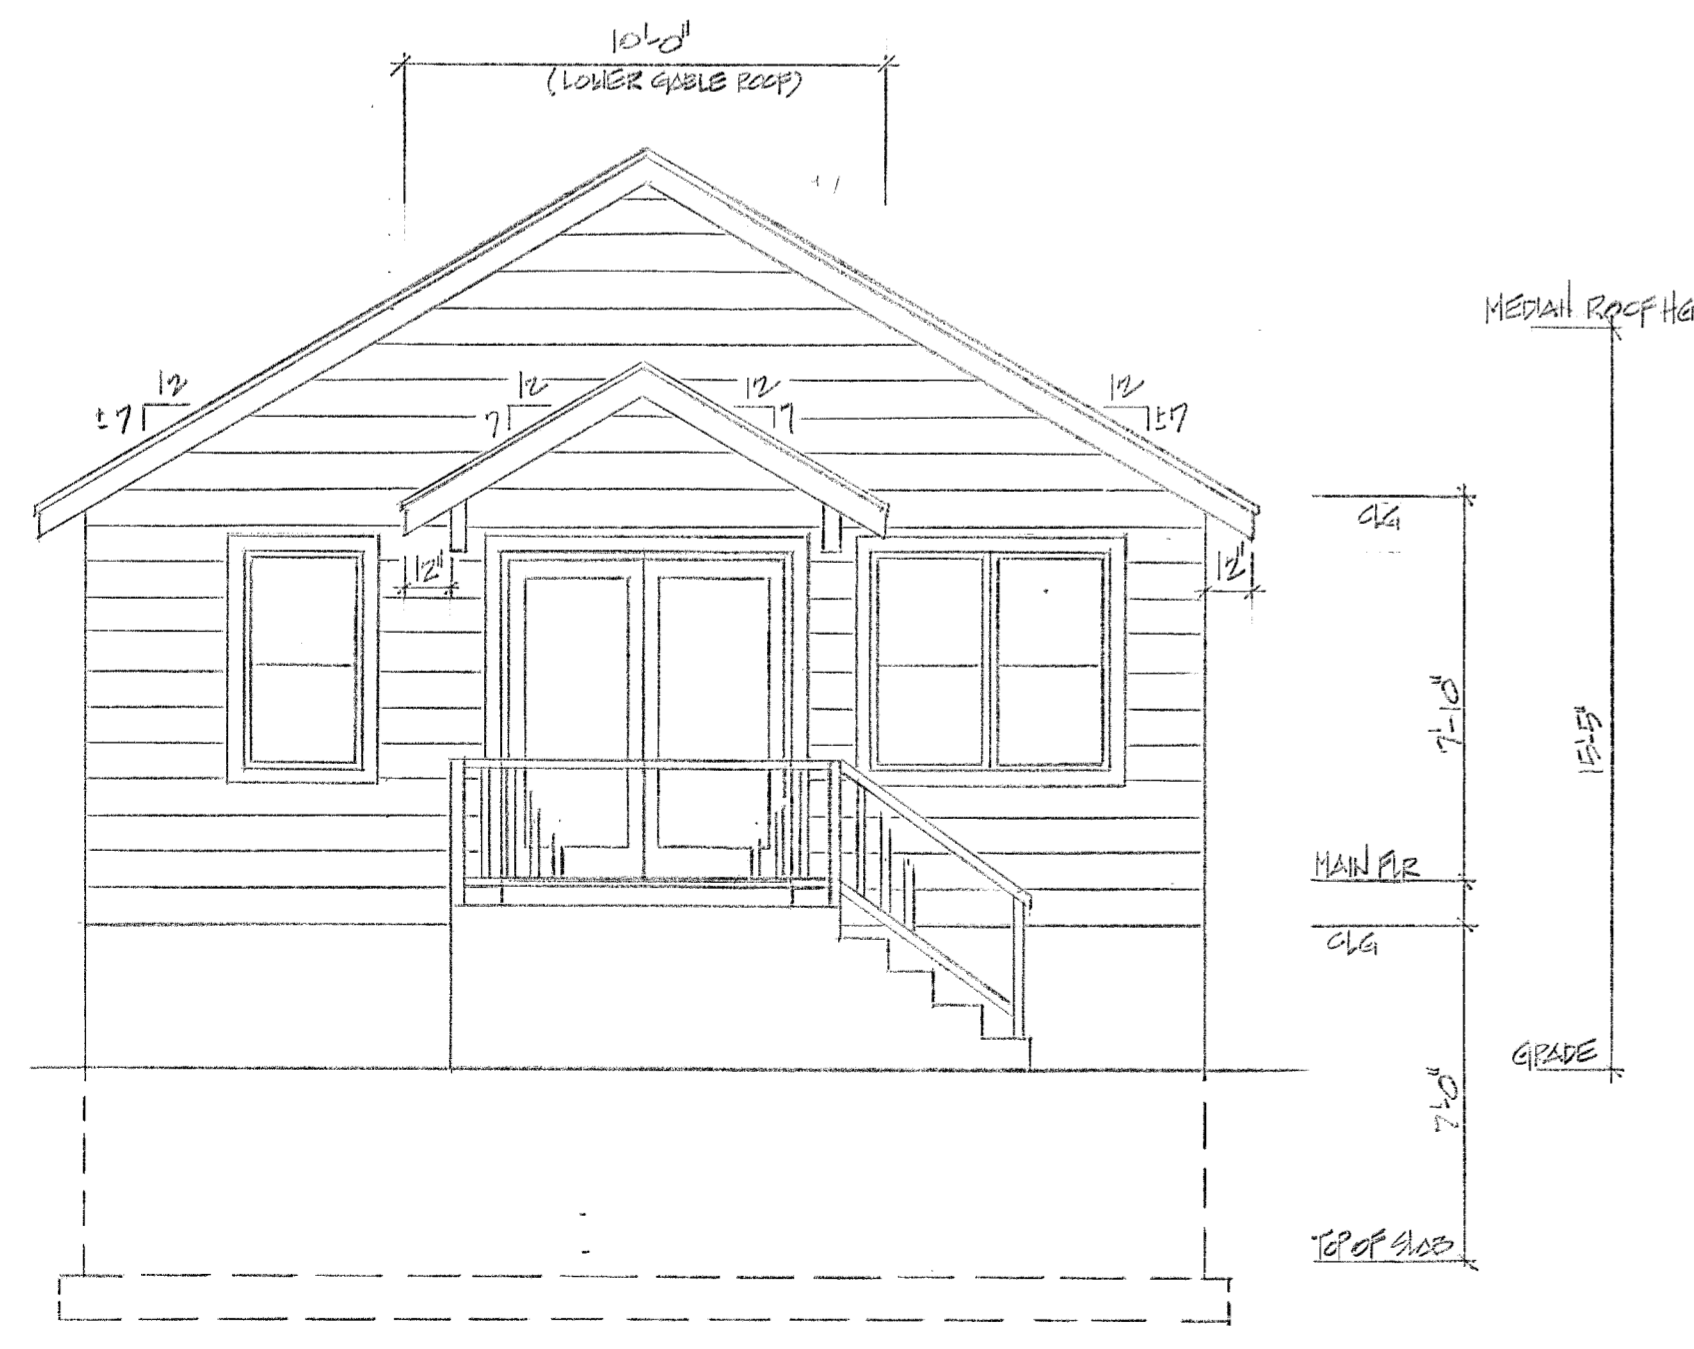 10'-0"
(LOWER GABLE ROOF)
MEDIAN ROOF HG
12
±7
12
7
12
7
12
±7
CLG
12"
12"
7'-10"
15'-5"
MAIN FLR
CLG
GRADE
7'-0"
TOP OF SLAB